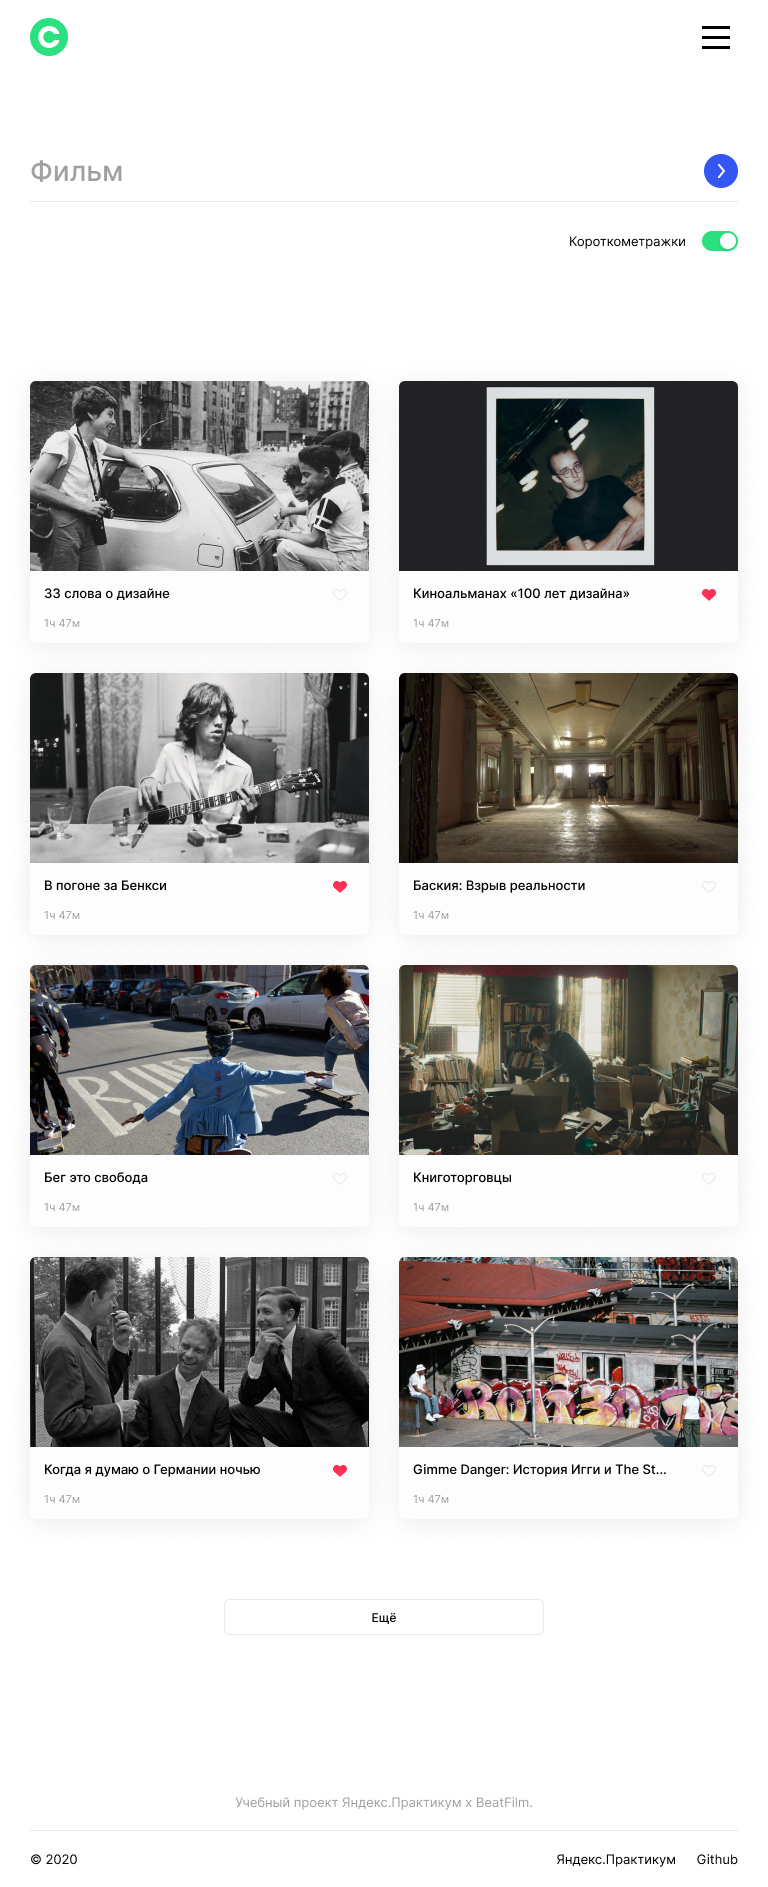 Фильм
Короткометражки
33 слова о дизайне
1ч 47м
Киноальманах «100 лет дизайна»
1ч 47м
В погоне за Бенкси
1ч 47м
Баския: Взрыв реальности
1ч 47м
Бег это свобода
1ч 47м
Книготорговцы
1ч 47м
Когда я думаю о Германии ночью
1ч 47м
Gimme Danger: История Игги и The St...
1ч 47м
Ещё
Учебный проект Яндекс.Практикум x BeatFilm.
© 2020
Яндекс.Практикум
Github